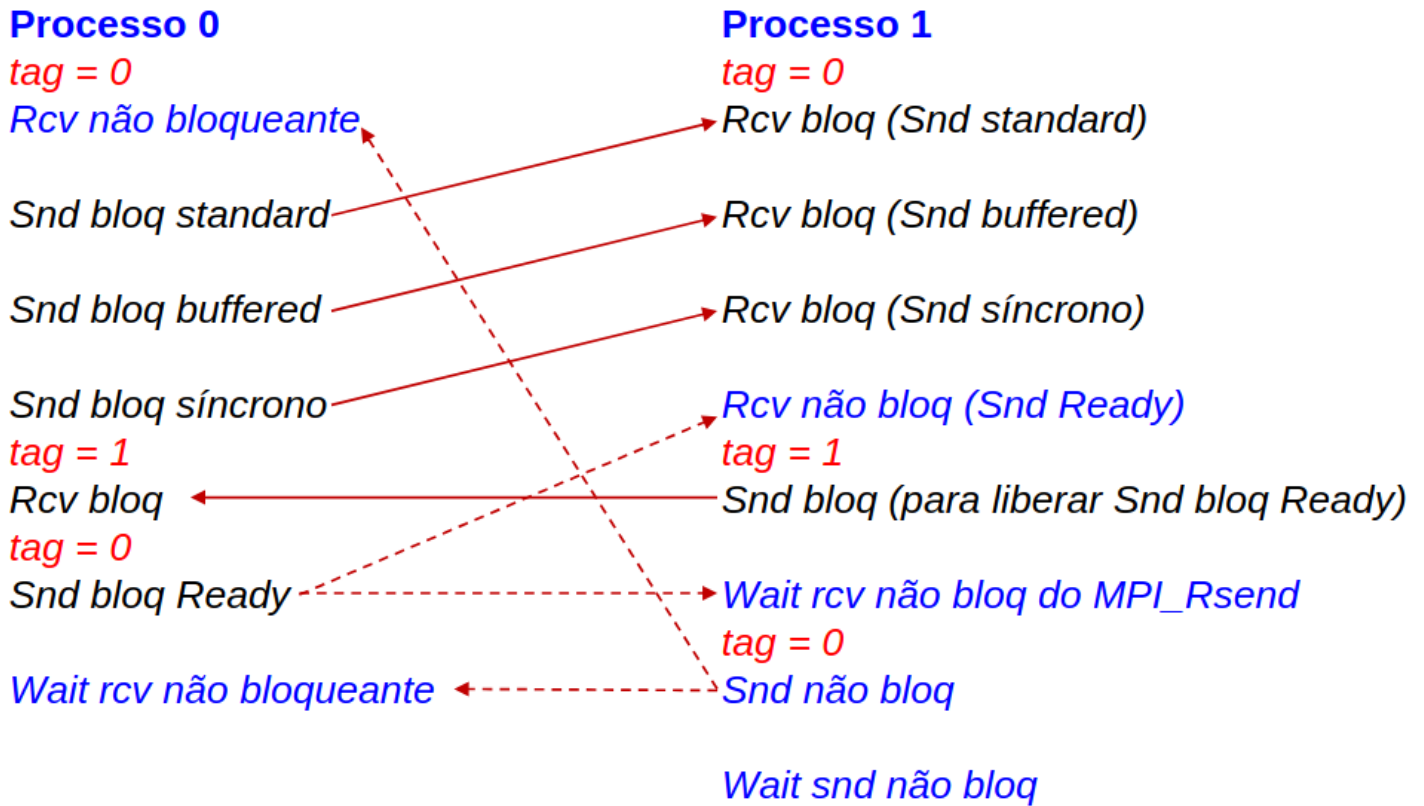 Processo 0
tag = 0
Rcv não bloqueante
Snd bloq standard
Snd bloq buffered
Snd bloq síncrono
tag = 1
Rcv bloq
tag = 0
Snd bloq Ready
Wait rcv não bloqueante
Processo 1
tag = 0
Rcv bloq (Snd standard)
Rcv bloq (Snd buffered)
Rcv bloq (Snd síncrono)
Rcv não bloq (Snd Ready)
tag = 1
Snd bloq (para liberar Snd bloq Ready)
Wait rcv não bloq do MPI_Rsend
tag = 0
Snd não bloq
Wait snd não bloq